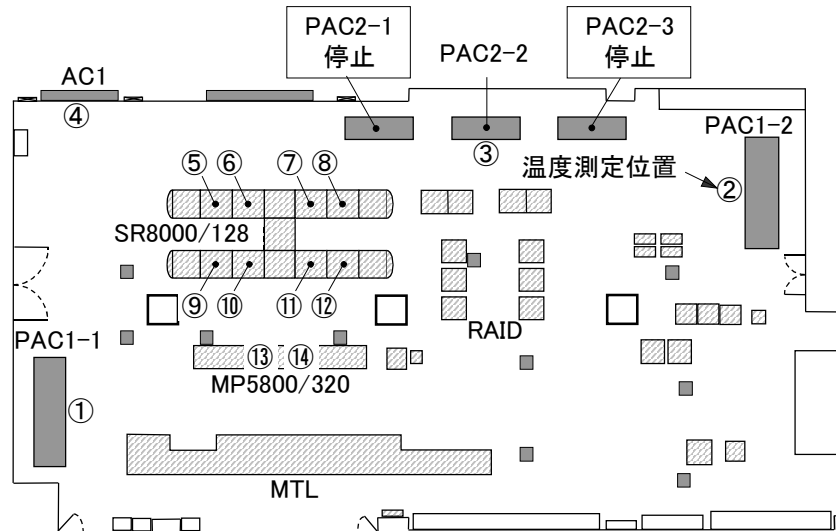 PAC2-1
停止
PAC2-2
PAC2-3
停止
AC1
④
③
PAC1-2
温度測定位置
②
⑤ ⑥ ⑦ ⑧
SR8000/128
⑨ ⑩ ⑪ ⑫
RAID
PAC1-1
①
⑬ ⑭
MP5800/320
MTL